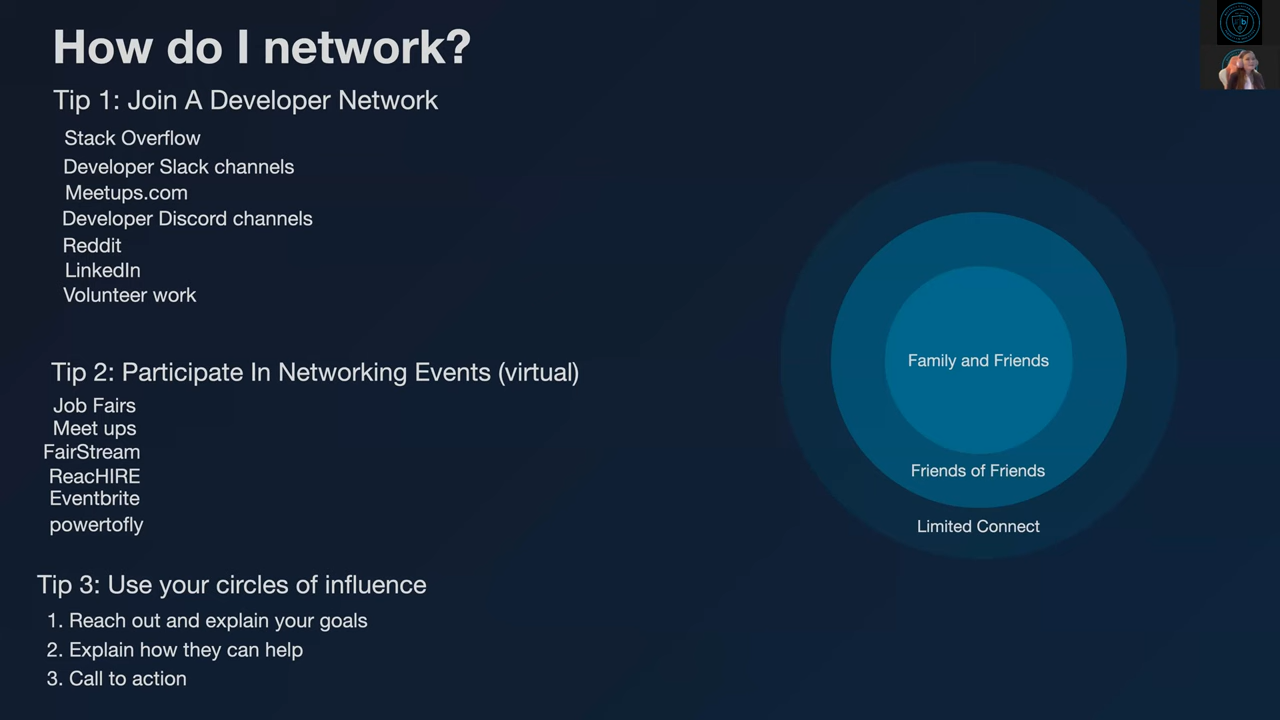 How do I network?
Tip 1: Join A Developer Network
Stack Overflow
Developer Slack channels
Meetups.com
Developer Discord channels
Reddit
LinkedIn
Volunteer work
Tip 2: Participate In Networking Events (virtual)
Job Fairs
Meet ups
FairStream
ReacHIRE
Eventbrite
powertofly
Tip 3: Use your circles of influence
1. Reach out and explain your goals
2. Explain how they can help
3. Call to action
Family and Friends
Friends of Friends
Limited Connect